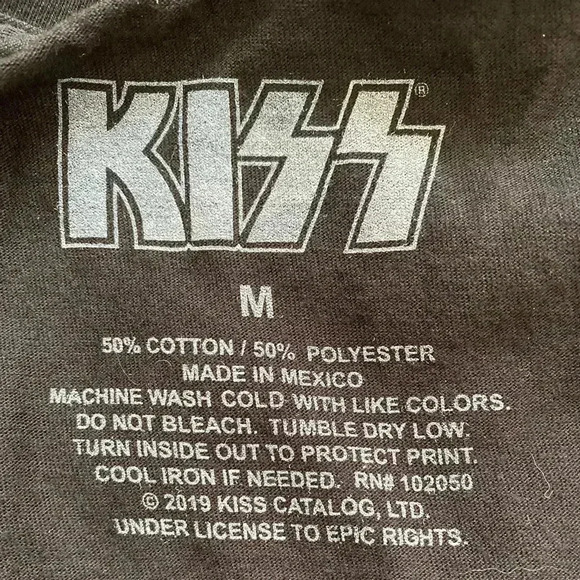 KISS®
M
50% COTTON / 50% POLYESTER
MADE IN MEXICO
MACHINE WASH COLD WITH LIKE COLORS.
DO NOT BLEACH. TUMBLE DRY LOW.
TURN INSIDE OUT TO PROTECT PRINT.
COOL IRON IF NEEDED. RN# 102050
© 2019 KISS CATALOG, LTD.
UNDER LICENSE TO EPIC RIGHTS.